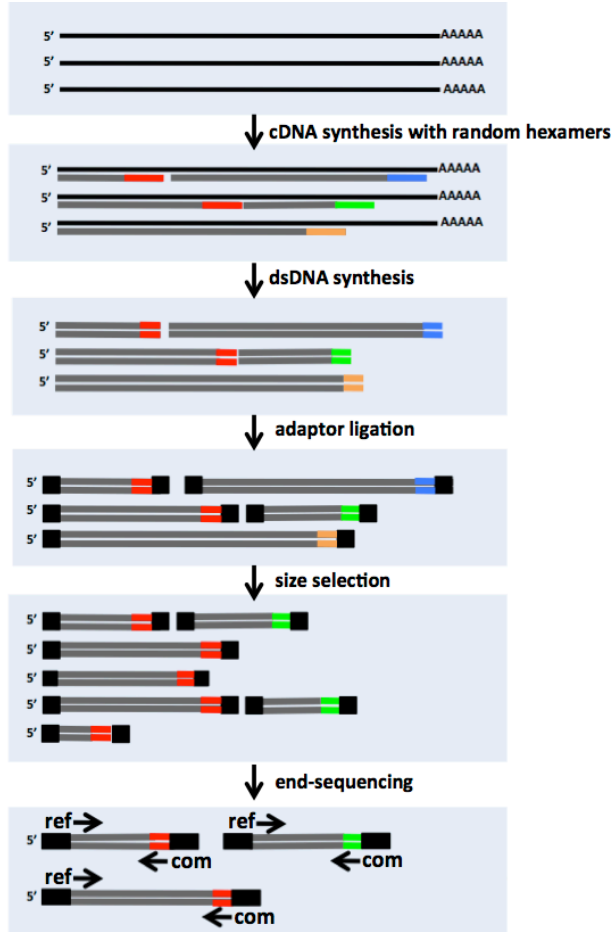 5’ AAAAA
5’ AAAAA
5’ AAAAA
cDNA synthesis with random hexamers
5’ AAAAA
5’ AAAAA
5’ AAAAA
dsDNA synthesis
5’
5’
5’
adaptor ligation
5’
5’
5’
size selection
5’
5’
5’
5’
5’
end-sequencing
ref ref
5’
com com
ref
5’
com